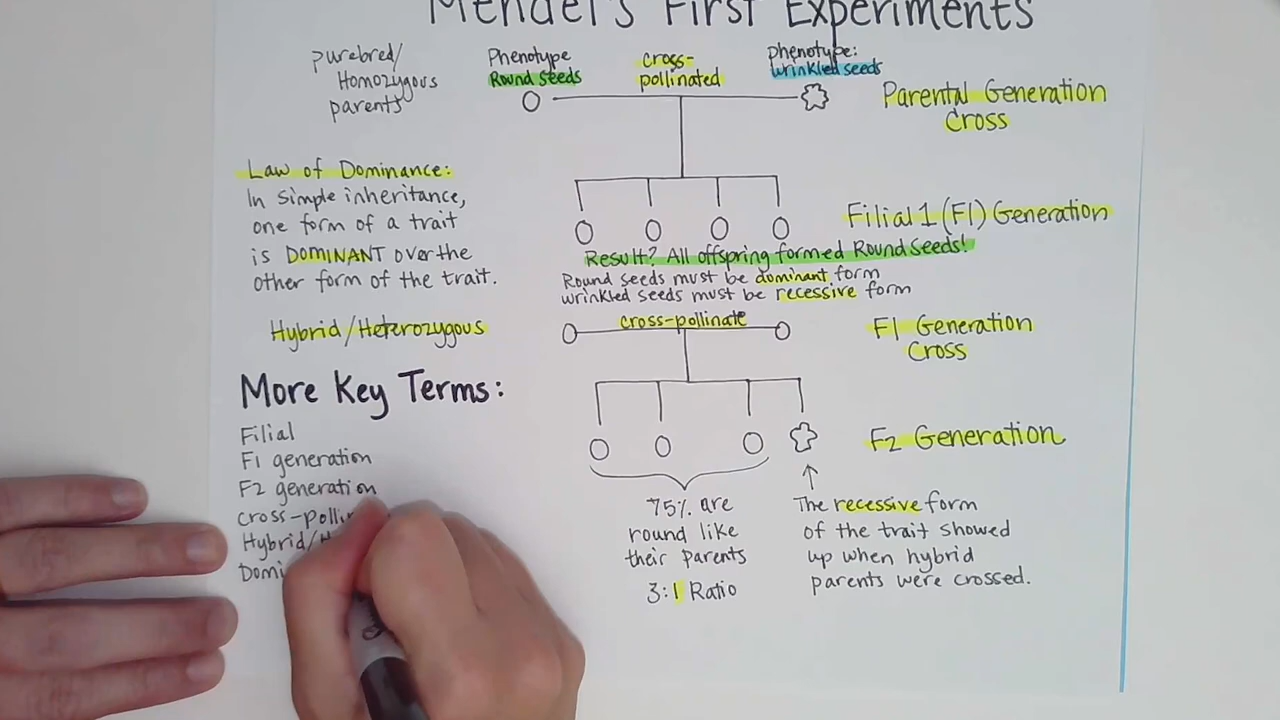 Mendel's First Experiments
purebred/
Homozygous
parents
Phenotype
Round Seeds
cross-
pollinated
phenotype:
wrinkled seeds
Parental Generation
Cross
Law of Dominance:
In simple inheritance,
one form of a trait
is DOMINANT over the
other form of the trait.
Filial 1 (F1) Generation
Result? All offspring formed Round Seeds!
Round seeds must be dominant form
wrinkled seeds must be recessive form
Hybrid/Heterozygous
cross-pollinate
F1 Generation
Cross
More Key Terms:
Filial
F1 generation
F2 generation
cross-polli
Hybrid/H
Domi
F2 Generation
75% are
round like
their parents
3:1 Ratio
The recessive form
of the trait showed
up when hybrid
parents were crossed.